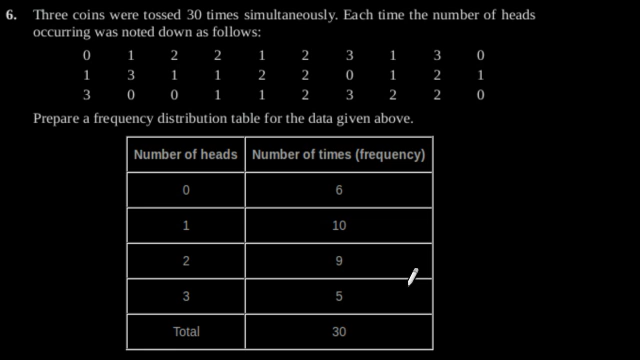 6. Three coins were tossed 30 times simultaneously. Each time the number of heads
occurring was noted down as follows:
0 1 2 2 1 2 3 1 3 0
1 3 1 1 2 2 0 1 2 1
3 0 0 1 1 2 3 2 2 0
Prepare a frequency distribution table for the data given above.
Number of heads Number of times (frequency)
0 6
1 10
2 9
3 5
Total 30